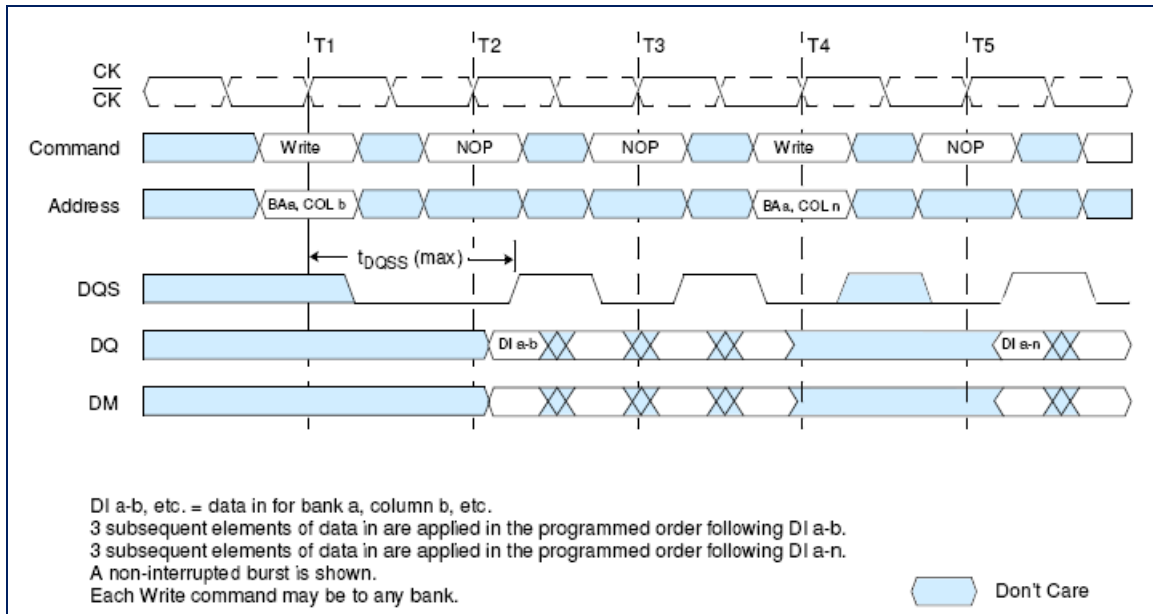 T1 T2 T3 T4 T5
CK
CK
Command Write NOP NOP Write NOP
Address BAa, COL b BAa, COL n
tDQSS (max)
DQS
DQ DI a-b DI a-n
DM
DI a-b, etc. = data in for bank a, column b, etc.
3 subsequent elements of data in are applied in the programmed order following DI a-b.
3 subsequent elements of data in are applied in the programmed order following DI a-n.
A non-interrupted burst is shown.
Each Write command may be to any bank.
Don't Care